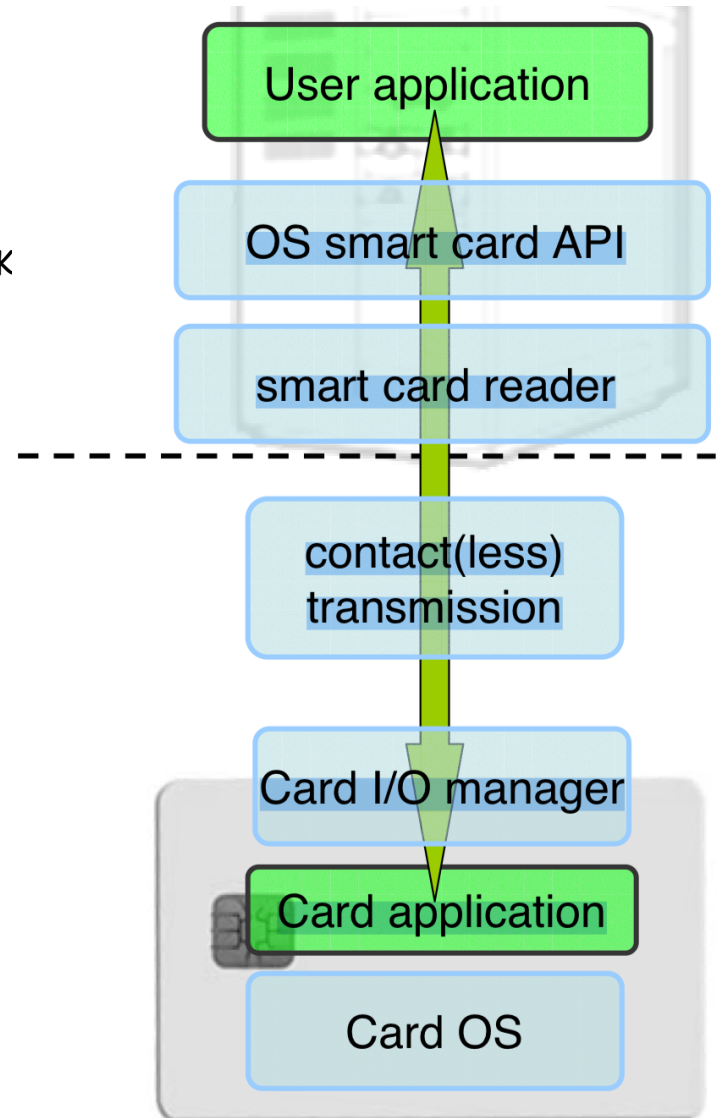 User application
OS smart card API
K
smart card reader
contact(less)
transmission
Card I/O manager
Card application
Card OS